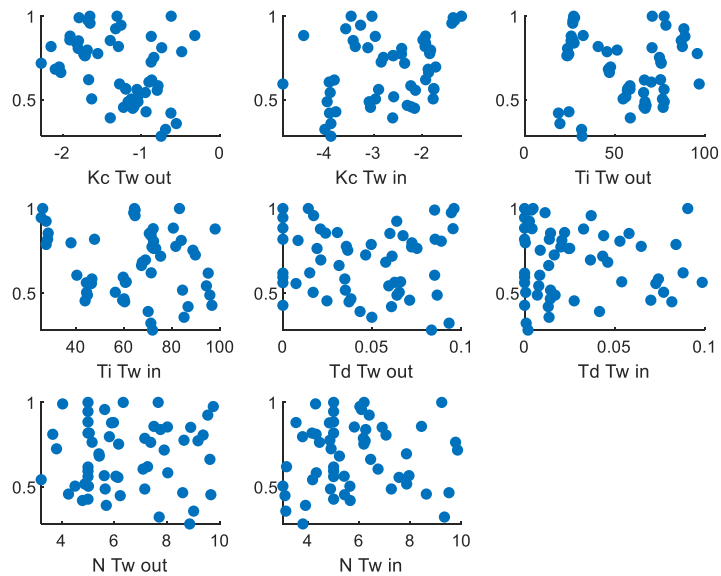 1
0.5
-2 -1 0
Kc Tw out
1
0.5
-4 -3 -2
Kc Tw in
1
0.5
0 50 100
Ti Tw out
1
0.5
40 60 80 100
Ti Tw in
1
0.5
0 0.05 0.1
Td Tw out
1
0.5
0 0.05 0.1
Td Tw in
1
0.5
4 6 8 10
N Tw out
1
0.5
4 6 8 10
N Tw in